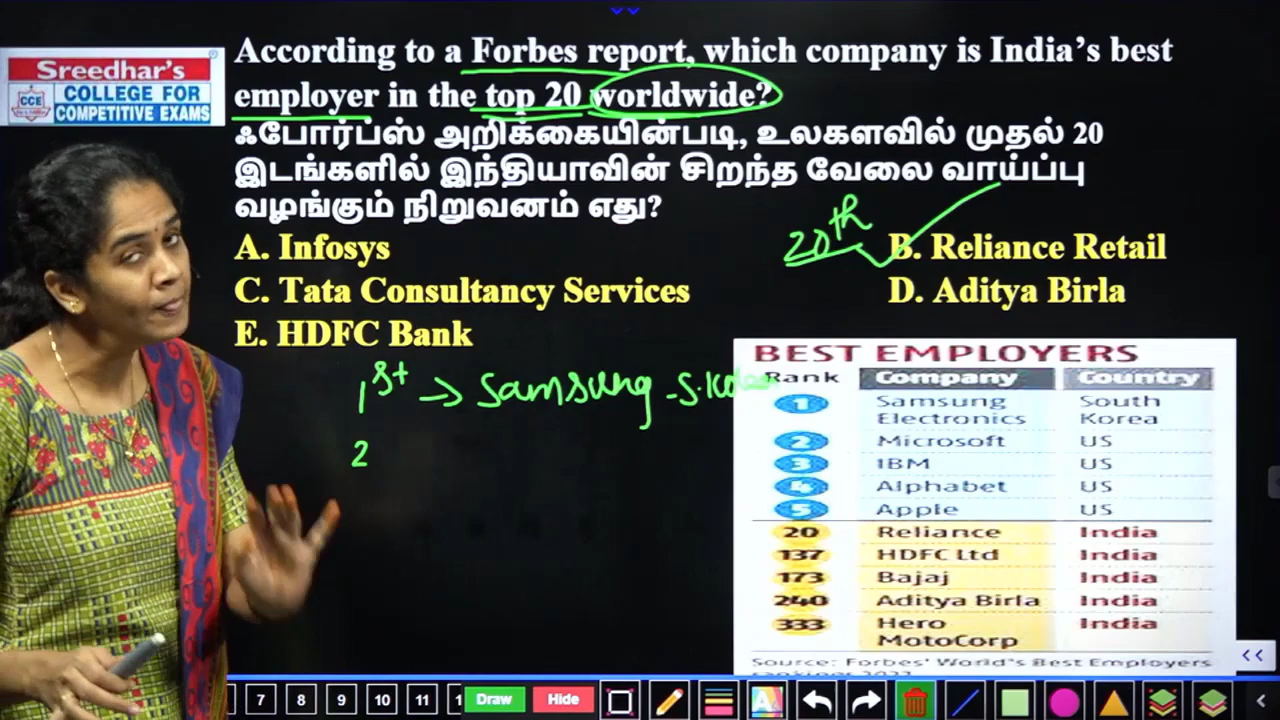 Sreedhar's
CCE
COLLEGE FOR
COMPETITIVE EXAMS
According to a Forbes report, which company is India's best
employer in the top 20 worldwide?
ஃபோர்ப்ஸ் அறிக்கையின்படி, உலகளவில் முதல் 20
இடங்களில் இந்தியாவின் சிறந்த வேலை வாய்ப்பு
வழங்கும் நிறுவனம் எது?
20th
A. Infosys B. Reliance Retail
C. Tata Consultancy Services D. Aditya Birla
E. HDFC Bank
1st → Samsung -
2
BEST EMPLOYERS
Rank Company Country
1 Samsung Electronics South Korea
2 Microsoft US
3 IBM US
4 Alphabet US
5 Apple US
20 Reliance India
137 HDFC Ltd India
173 Bajaj India
240 Aditya Birla India
333 Hero MotoCorp India
Source: Forbes' World's Best Employers
7 8 9 10 11 1 Draw Hide